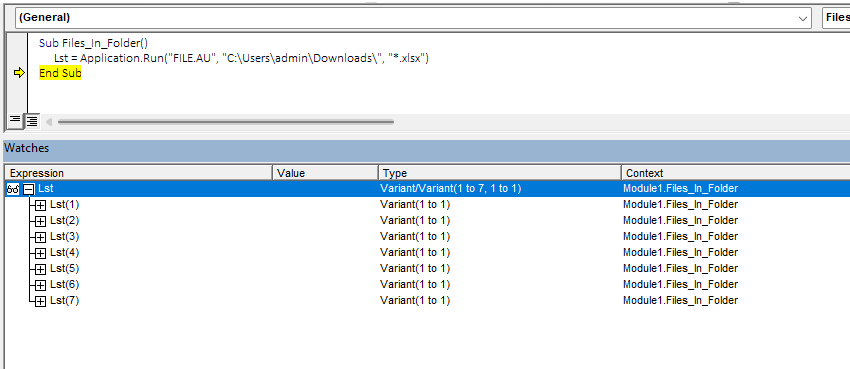 (General)
Files
Sub Files_In_Folder()
Lst = Application.Run("FILE.AU", "C:\Users\admin\Downloads\", "*.xlsx")
End Sub
Watches
Expression Value Type Context
Lst Variant/Variant(1 to 7, 1 to 1) Module1.Files_In_Folder
Lst(1) Variant(1 to 1) Module1.Files_In_Folder
Lst(2) Variant(1 to 1) Module1.Files_In_Folder
Lst(3) Variant(1 to 1) Module1.Files_In_Folder
Lst(4) Variant(1 to 1) Module1.Files_In_Folder
Lst(5) Variant(1 to 1) Module1.Files_In_Folder
Lst(6) Variant(1 to 1) Module1.Files_In_Folder
Lst(7) Variant(1 to 1) Module1.Files_In_Folder